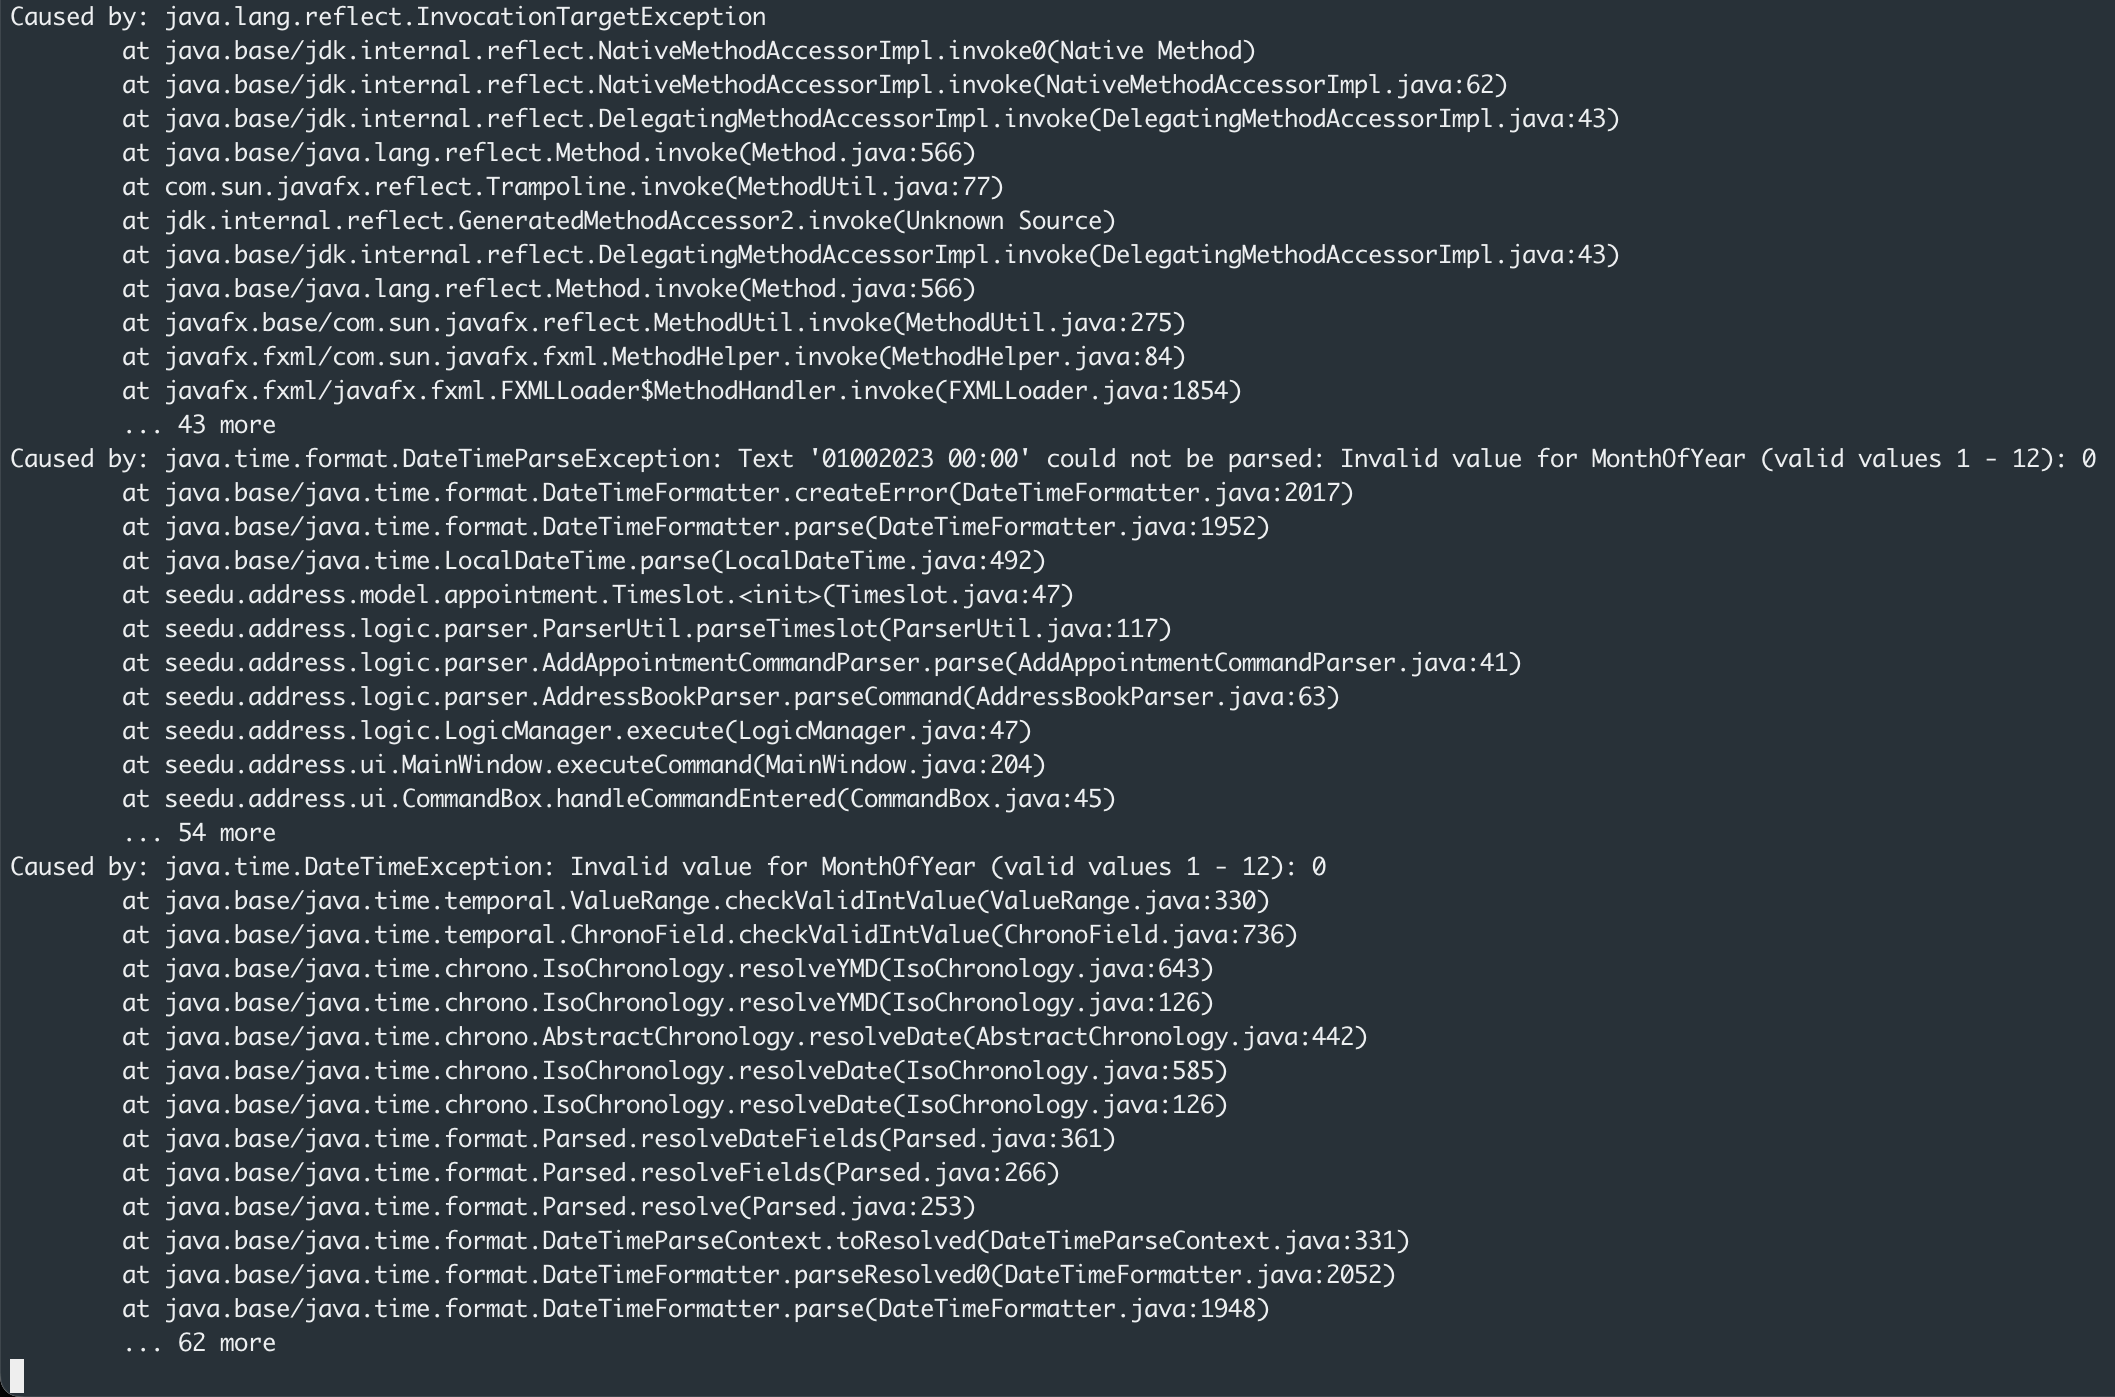 Caused by: java.lang.reflect.InvocationTargetException
at java.base/jdk.internal.reflect.NativeMethodAccessorImpl.invoke0(Native Method)
at java.base/jdk.internal.reflect.NativeMethodAccessorImpl.invoke(NativeMethodAccessorImpl.java:62)
at java.base/jdk.internal.reflect.DelegatingMethodAccessorImpl.invoke(DelegatingMethodAccessorImpl.java:43)
at java.base/java.lang.reflect.Method.invoke(Method.java:566)
at com.sun.javafx.reflect.Trampoline.invoke(MethodUtil.java:77)
at jdk.internal.reflect.GeneratedMethodAccessor2.invoke(Unknown Source)
at java.base/jdk.internal.reflect.DelegatingMethodAccessorImpl.invoke(DelegatingMethodAccessorImpl.java:43)
at java.base/java.lang.reflect.Method.invoke(Method.java:566)
at javafx.base/com.sun.javafx.reflect.MethodUtil.invoke(MethodUtil.java:275)
at javafx.fxml/com.sun.javafx.fxml.MethodHelper.invoke(MethodHelper.java:84)
at javafx.fxml/javafx.fxml.FXMLLoader$MethodHandler.invoke(FXMLLoader.java:1854)
... 43 more
Caused by: java.time.format.DateTimeParseException: Text '01002023 00:00' could not be parsed: Invalid value for MonthOfYear (valid values 1 - 12): 0
at java.base/java.time.format.DateTimeFormatter.createError(DateTimeFormatter.java:2017)
at java.base/java.time.format.DateTimeFormatter.parse(DateTimeFormatter.java:1952)
at java.base/java.time.LocalDateTime.parse(LocalDateTime.java:492)
at seedu.address.model.appointment.Timeslot.<init>(Timeslot.java:47)
at seedu.address.logic.parser.ParserUtil.parseTimeslot(ParserUtil.java:117)
at seedu.address.logic.parser.AddAppointmentCommandParser.parse(AddAppointmentCommandParser.java:41)
at seedu.address.logic.parser.AddressBookParser.parseCommand(AddressBookParser.java:63)
at seedu.address.logic.LogicManager.execute(LogicManager.java:47)
at seedu.address.ui.MainWindow.executeCommand(MainWindow.java:204)
at seedu.address.ui.CommandBox.handleCommandEntered(CommandBox.java:45)
... 54 more
Caused by: java.time.DateTimeException: Invalid value for MonthOfYear (valid values 1 - 12): 0
at java.base/java.time.temporal.ValueRange.checkValidIntValue(ValueRange.java:330)
at java.base/java.time.temporal.ChronoField.checkValidIntValue(ChronoField.java:736)
at java.base/java.time.chrono.IsoChronology.resolveYMD(IsoChronology.java:643)
at java.base/java.time.chrono.IsoChronology.resolveYMD(IsoChronology.java:126)
at java.base/java.time.chrono.AbstractChronology.resolveDate(AbstractChronology.java:442)
at java.base/java.time.chrono.IsoChronology.resolveDate(IsoChronology.java:585)
at java.base/java.time.chrono.IsoChronology.resolveDate(IsoChronology.java:126)
at java.base/java.time.format.Parsed.resolveDateFields(Parsed.java:361)
at java.base/java.time.format.Parsed.resolveFields(Parsed.java:266)
at java.base/java.time.format.Parsed.resolve(Parsed.java:253)
at java.base/java.time.format.DateTimeParseContext.toResolved(DateTimeParseContext.java:331)
at java.base/java.time.format.DateTimeFormatter.parseResolved0(DateTimeFormatter.java:2052)
at java.base/java.time.format.DateTimeFormatter.parse(DateTimeFormatter.java:1948)
... 62 more